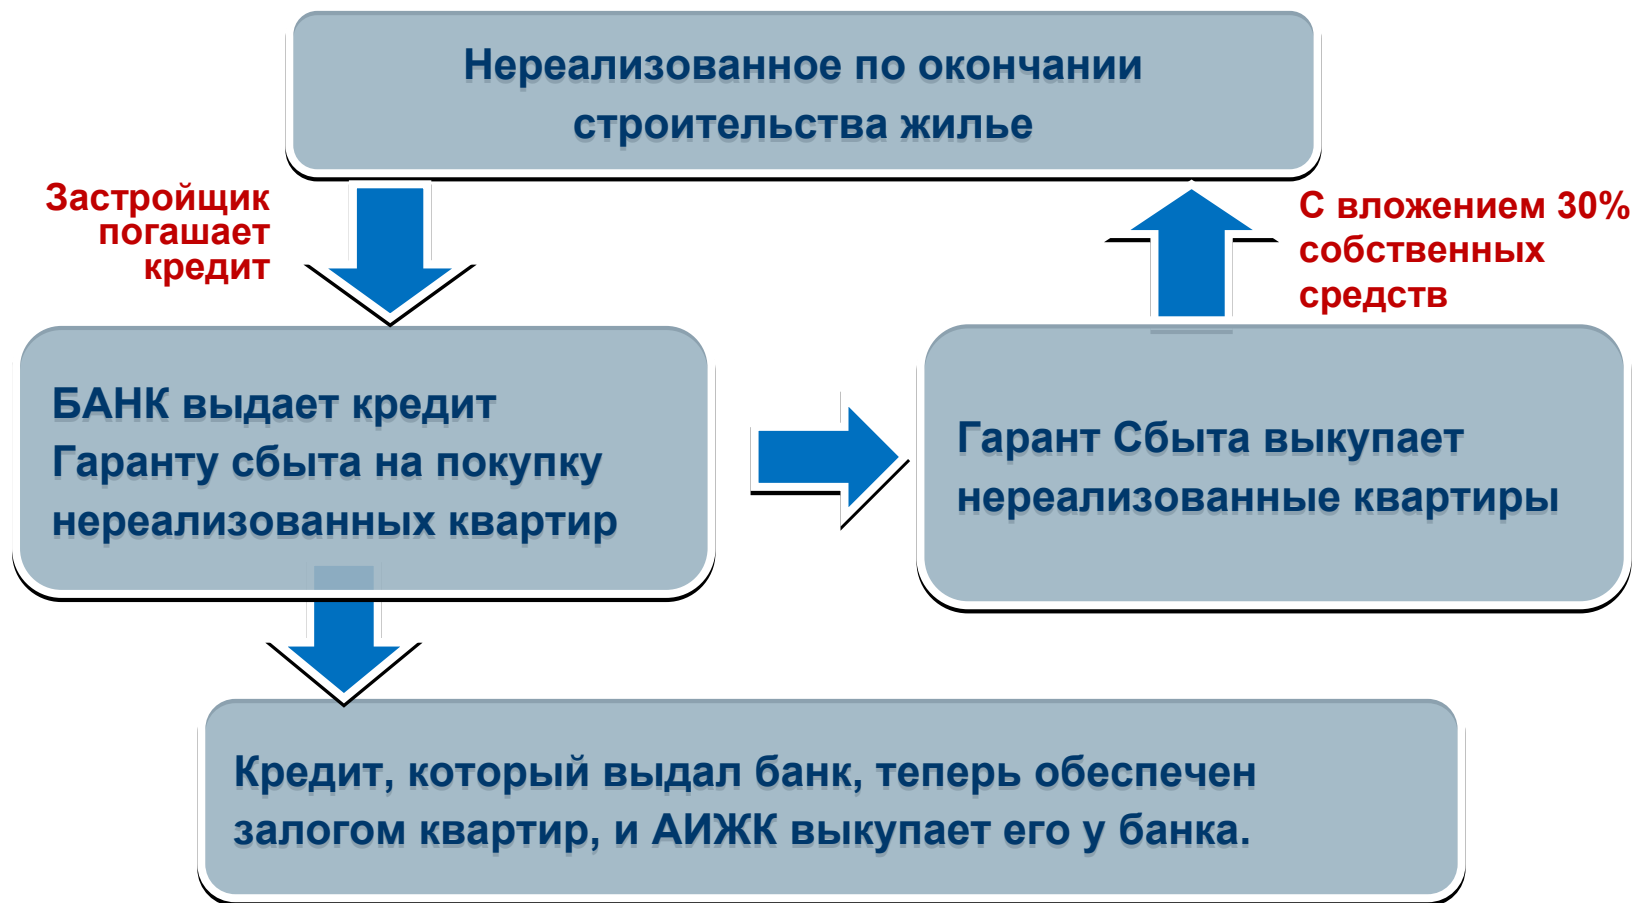 Нереализованное по окончании
строительства жилье
Застройщик
погашает
кредит
С вложением 30%
собственных
средств
БАНК выдает кредит
Гаранту сбыта на покупку
нереализованных квартир
Гарант Сбыта выкупает
нереализованные квартиры
Кредит, который выдал банк, теперь обеспечен
залогом квартир, и АИЖК выкупает его у банка.